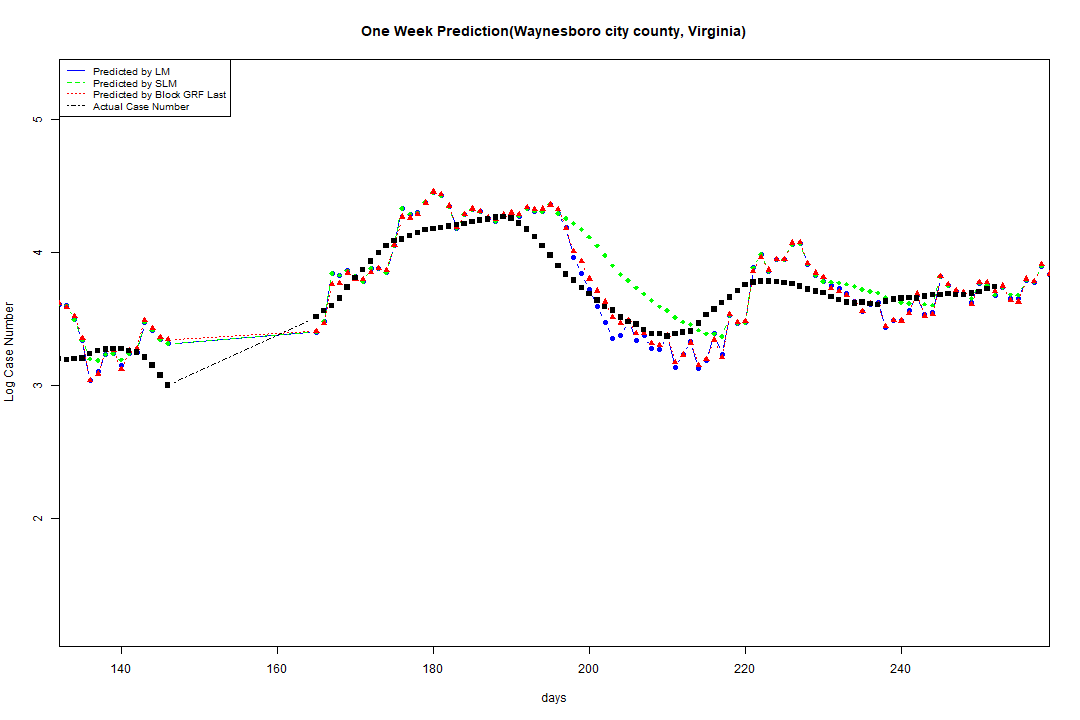 One Week Prediction(Waynesboro city county, Virginia)
Predicted by LM
Predicted by SLM
Predicted by Block GRF Last
Actual Case Number
5
4
3
2
Log Case Number
140 160 180 200 220 240
days